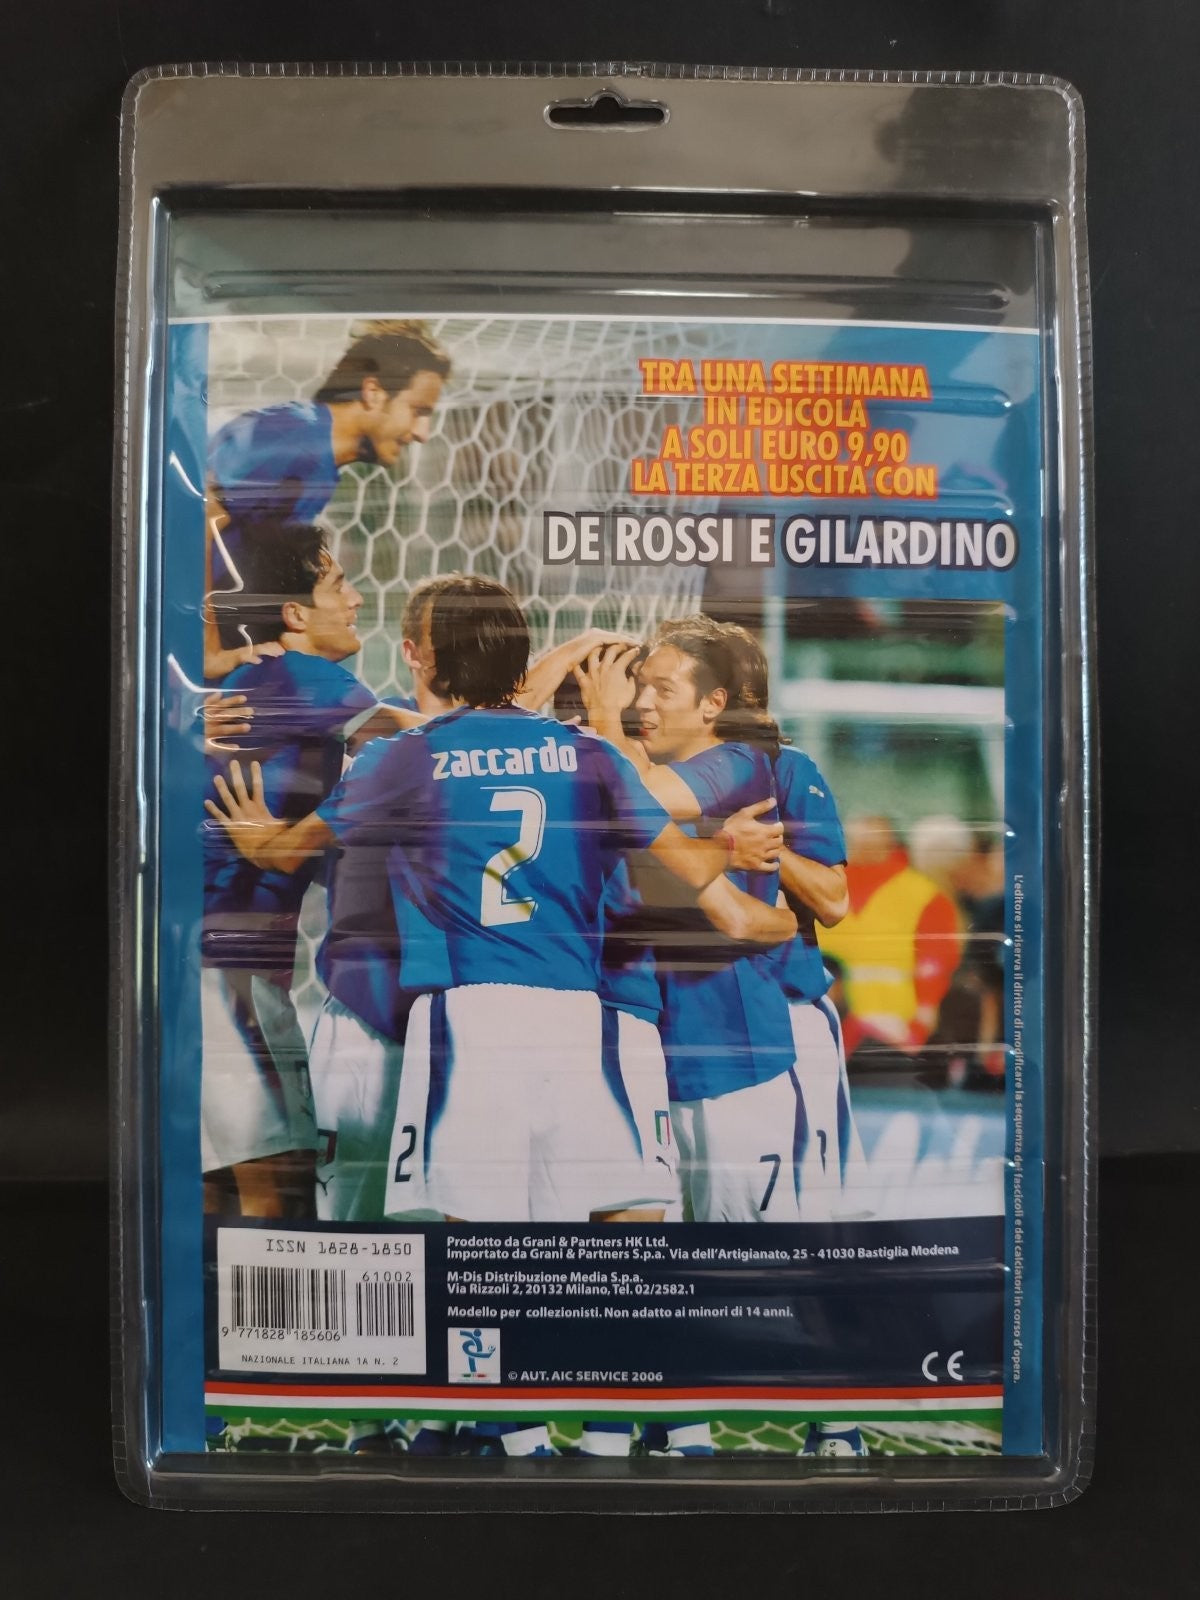 TRA UNA SETTIMANA
IN EDICOLA
A SOLI EURO 9,90
LA TERZA USCITA CON
DE ROSSI E GILARDINO
zaccardo
2
2
7
L'editore si riserva il diritto di modificare la sequenza dei fascicoli e dei calciatori in corso d'opera.
ISSN 1828-1850
61002
9 771828 185606
NAZIONALE ITALIANA 1A N. 2
Prodotto da Grani & Partners HK Ltd.
Importato da Grani & Partners S.p.a. Via dell'Artigianato, 25 - 41030 Bastiglia Modena
M-Dis Distribuzione Media S.p.a.
Via Rizzoli 2, 20132 Milano, Tel. 02/2582.1
Modello per collezionisti. Non adatto ai minori di 14 anni.
© AUT. AIC SERVICE 2006
CE